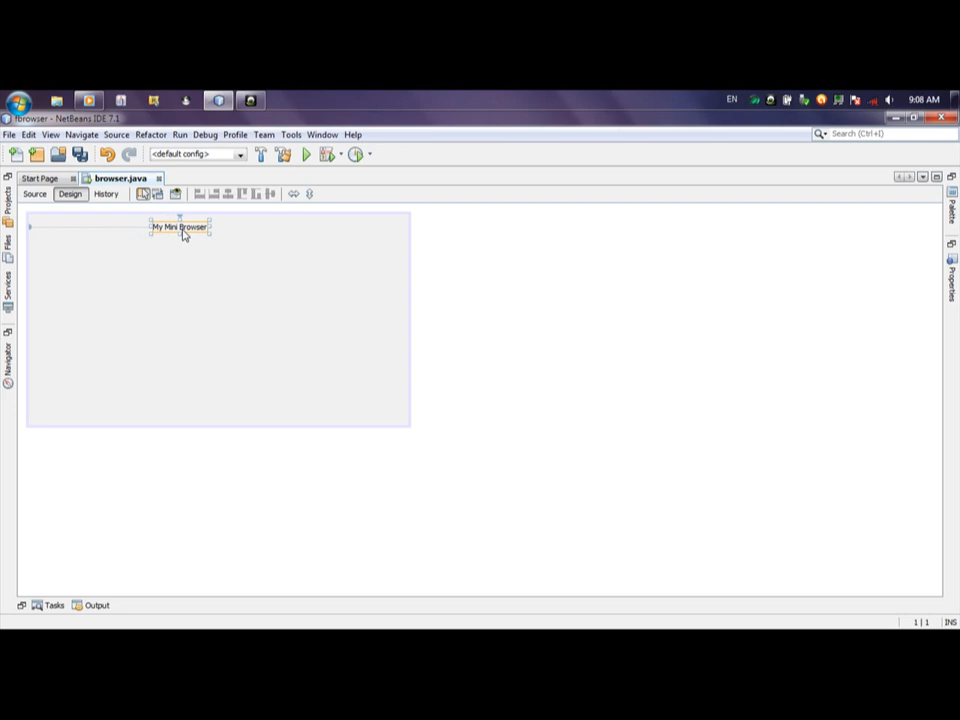 EN 9:08 AM
fbrowser - NetBeans IDE 7.1
File Edit View Navigate Source Refactor Run Debug Profile Team Tools Window Help
Search (Ctrl+I)
<default config>
Start Page browser.java
Source Design History
Projects
Files
Services
Navigator
My Mini Browser
Palette
Properties
Tasks Output
1 | 1 INS